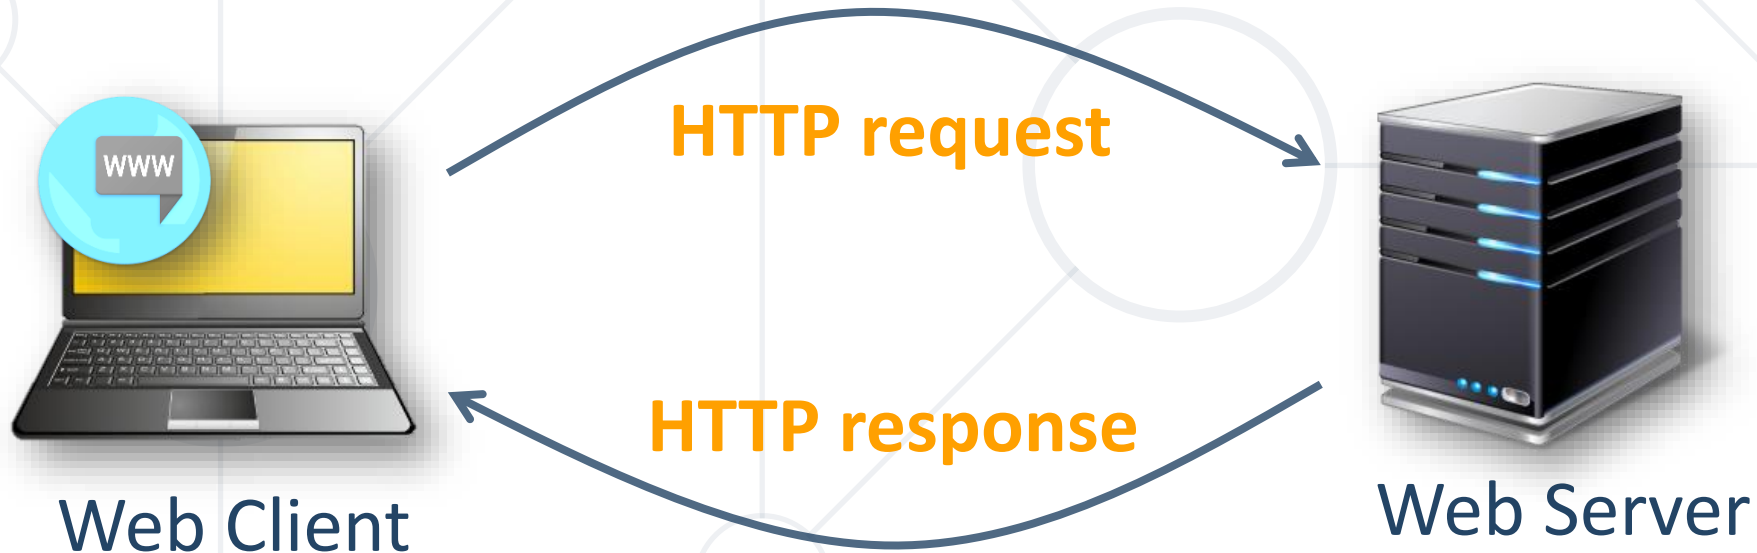 WWW
HTTP request
HTTP response
Web Client
Web Server